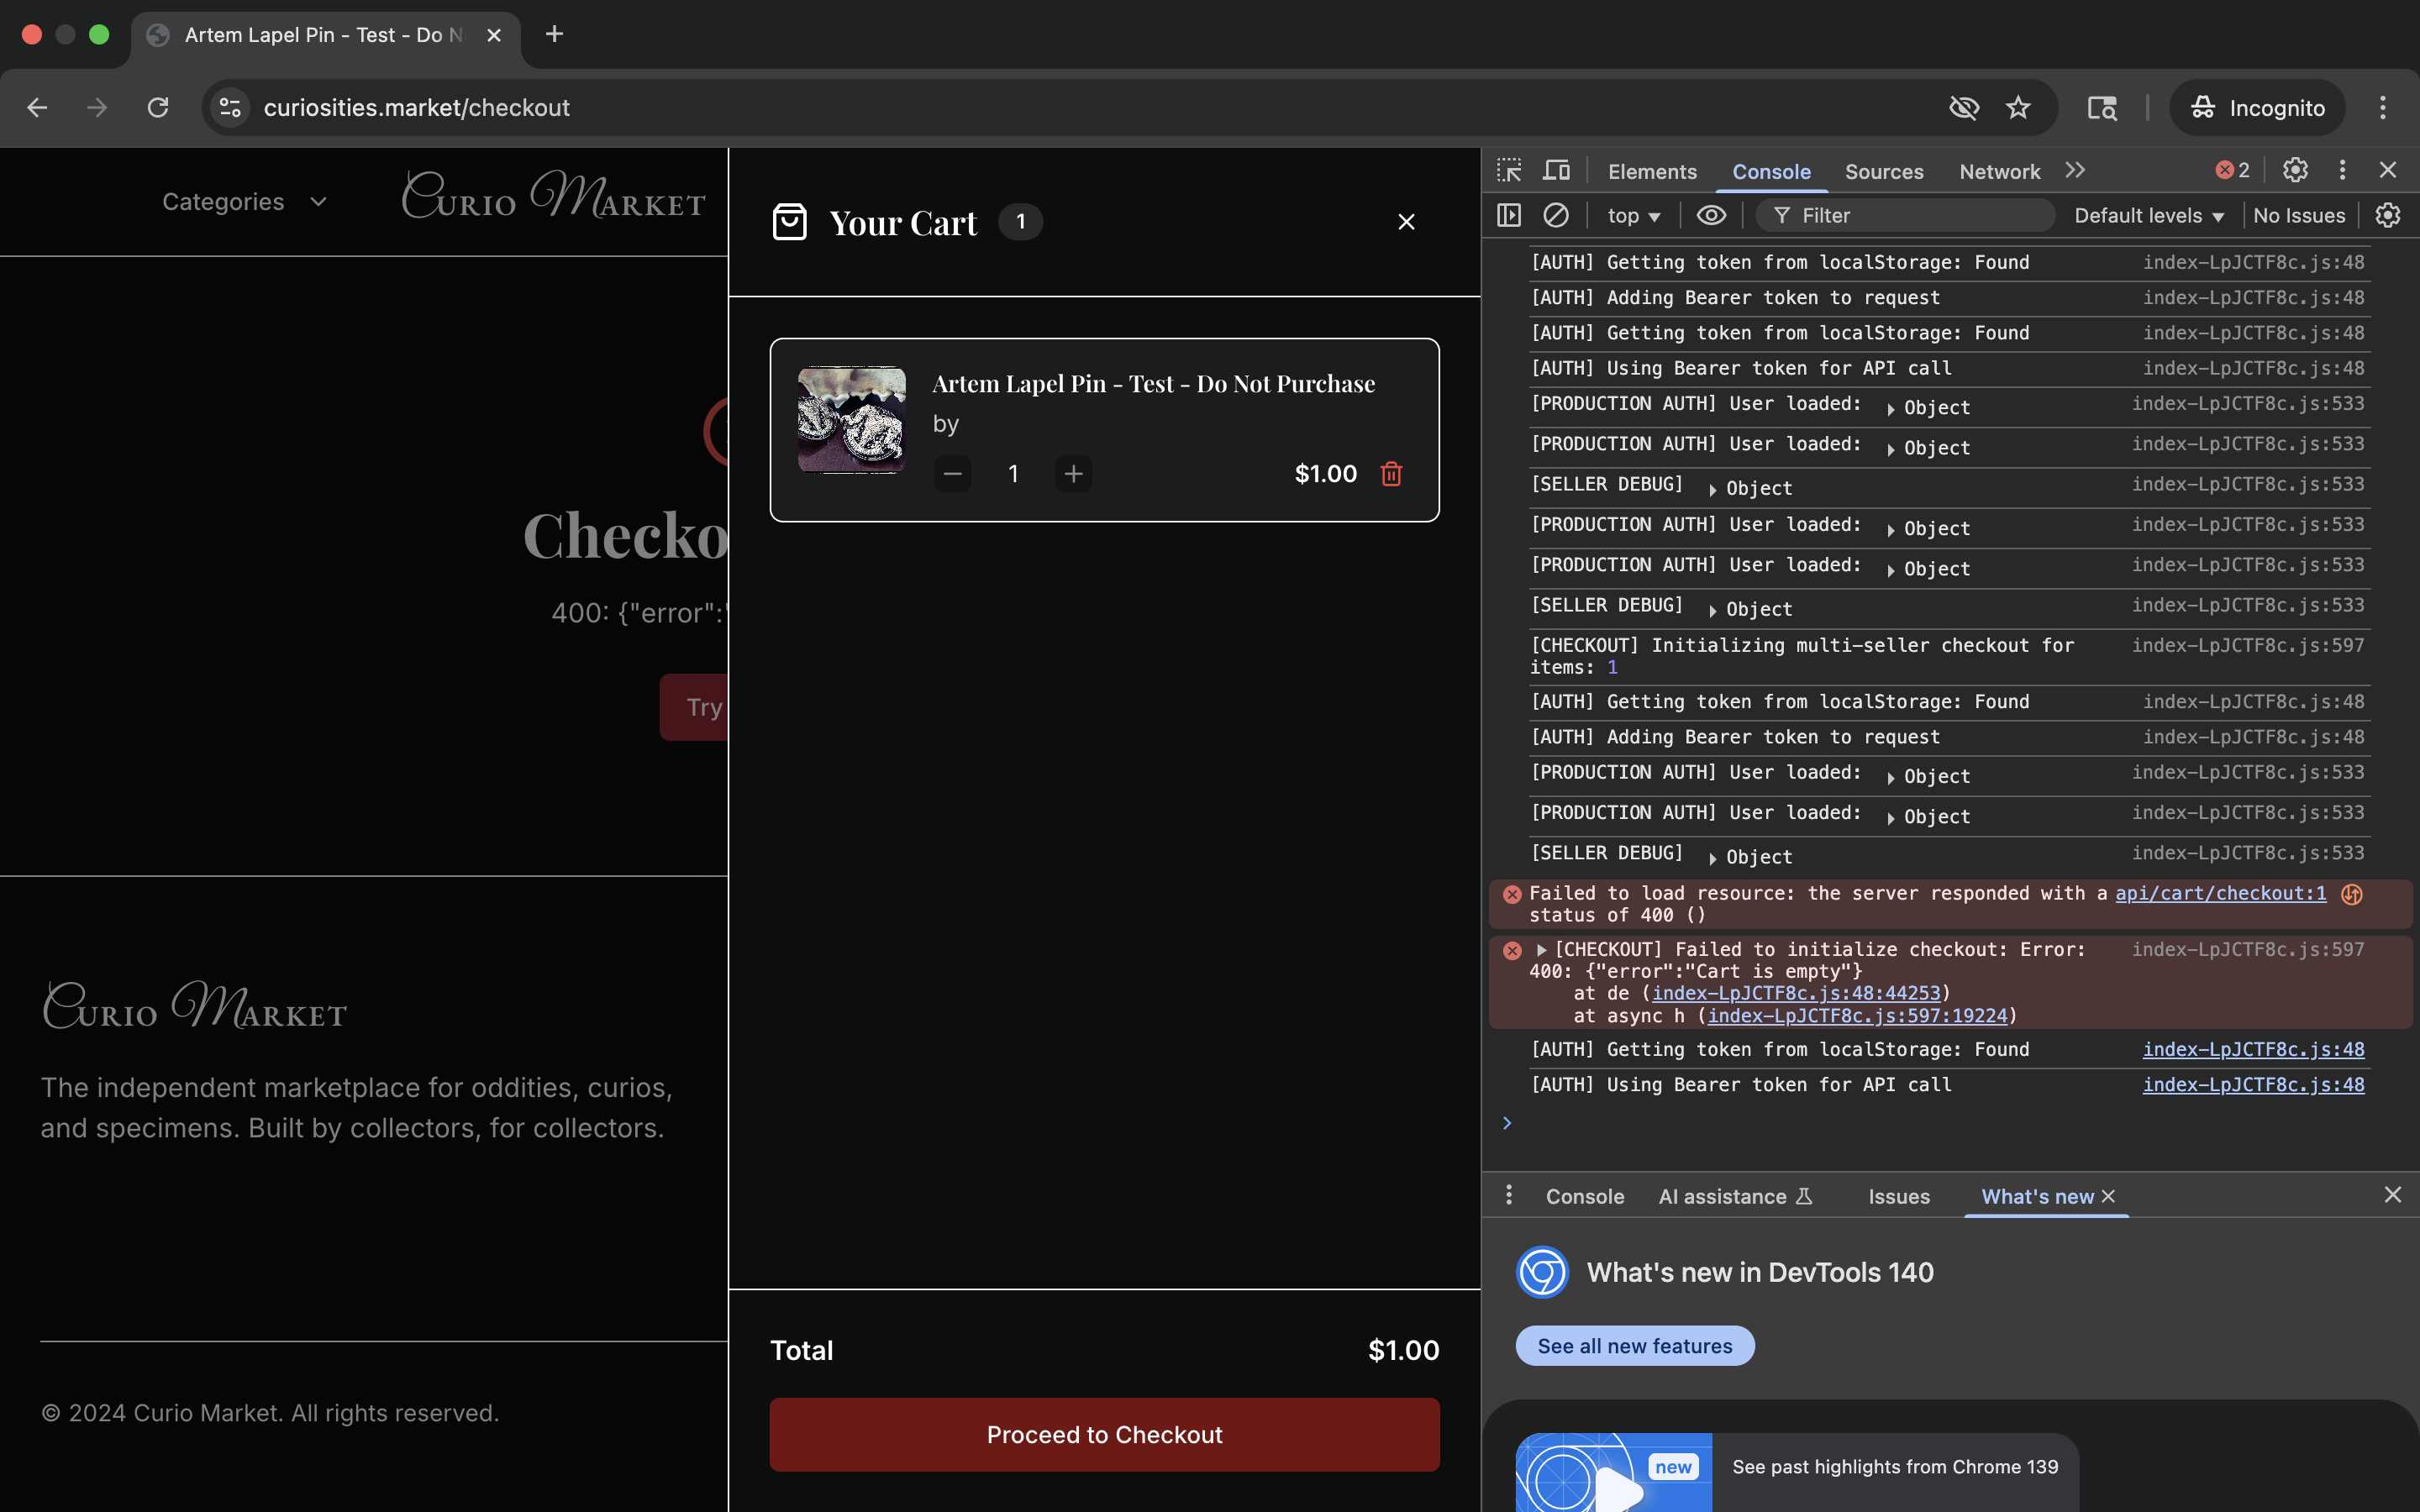 Artem Lapel Pin - Test - Do N
curiosities.market/checkout
Incognito
Categories
Curio Market
Checko
400: {"error":"
Try
Curio Market
The independent marketplace for oddities, curios,
and specimens. Built by collectors, for collectors.
© 2024 Curio Market. All rights reserved.
Your Cart 1
Artem Lapel Pin - Test - Do Not Purchase
by
1
$1.00
Total $1.00
Proceed to Checkout
Elements Console Sources Network 2
top Filter Default levels No Issues
[AUTH] Getting token from localStorage: Found index-LpJCTF8c.js:48
[AUTH] Adding Bearer token to request index-LpJCTF8c.js:48
[AUTH] Getting token from localStorage: Found index-LpJCTF8c.js:48
[AUTH] Using Bearer token for API call index-LpJCTF8c.js:48
[PRODUCTION AUTH] User loaded: Object index-LpJCTF8c.js:533
[PRODUCTION AUTH] User loaded: Object index-LpJCTF8c.js:533
[SELLER DEBUG] Object index-LpJCTF8c.js:533
[PRODUCTION AUTH] User loaded: Object index-LpJCTF8c.js:533
[PRODUCTION AUTH] User loaded: Object index-LpJCTF8c.js:533
[SELLER DEBUG] Object index-LpJCTF8c.js:533
[CHECKOUT] Initializing multi-seller checkout for index-LpJCTF8c.js:597
items: 1
[AUTH] Getting token from localStorage: Found index-LpJCTF8c.js:48
[AUTH] Adding Bearer token to request index-LpJCTF8c.js:48
[PRODUCTION AUTH] User loaded: Object index-LpJCTF8c.js:533
[PRODUCTION AUTH] User loaded: Object index-LpJCTF8c.js:533
[SELLER DEBUG] Object index-LpJCTF8c.js:533
Failed to load resource: the server responded with a api/cart/checkout:1
status of 400 ()
[CHECKOUT] Failed to initialize checkout: Error: index-LpJCTF8c.js:597
400: {"error":"Cart is empty"}
at de (index-LpJCTF8c.js:48:44253)
at async h (index-LpJCTF8c.js:597:19224)
[AUTH] Getting token from localStorage: Found index-LpJCTF8c.js:48
[AUTH] Using Bearer token for API call index-LpJCTF8c.js:48
Console AI assistance Issues What's new
What's new in DevTools 140
See all new features
new
See past highlights from Chrome 139